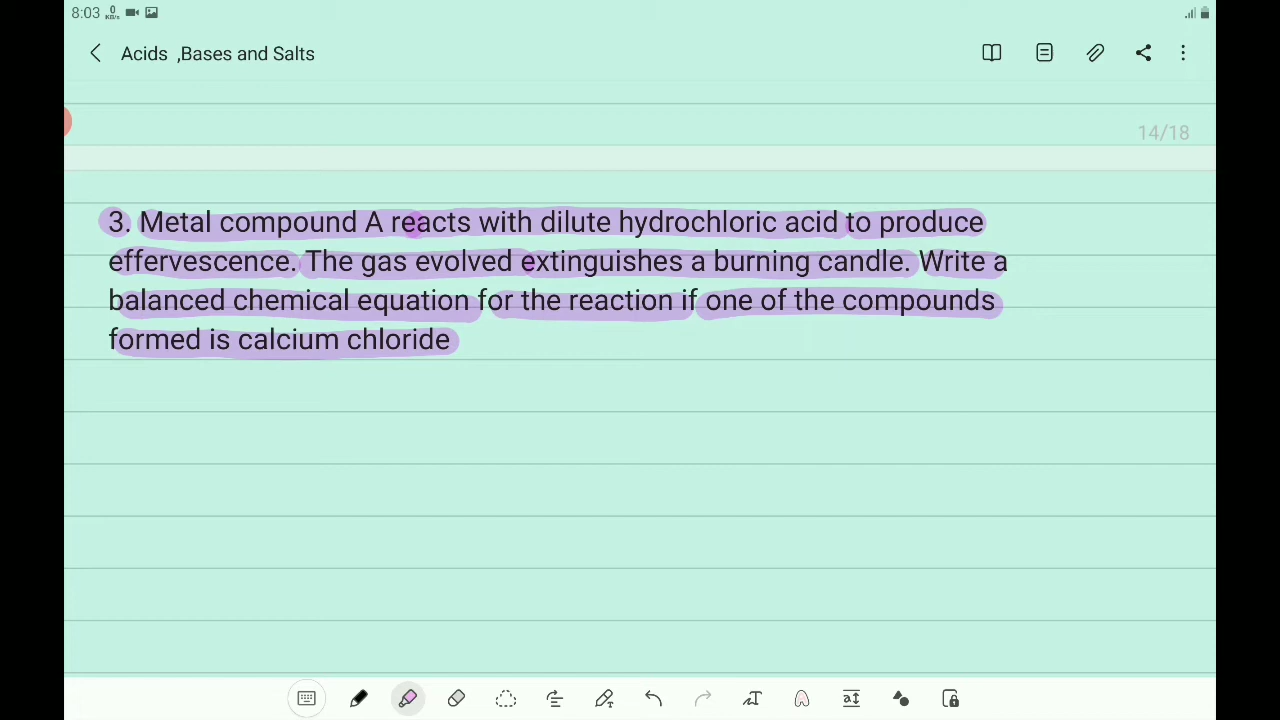 8:03 0 KB/s
Acids ,Bases and Salts
14/18
3. Metal compound A reacts with dilute hydrochloric acid to produce
effervescence. The gas evolved extinguishes a burning candle. Write a
balanced chemical equation for the reaction if one of the compounds
formed is calcium chloride